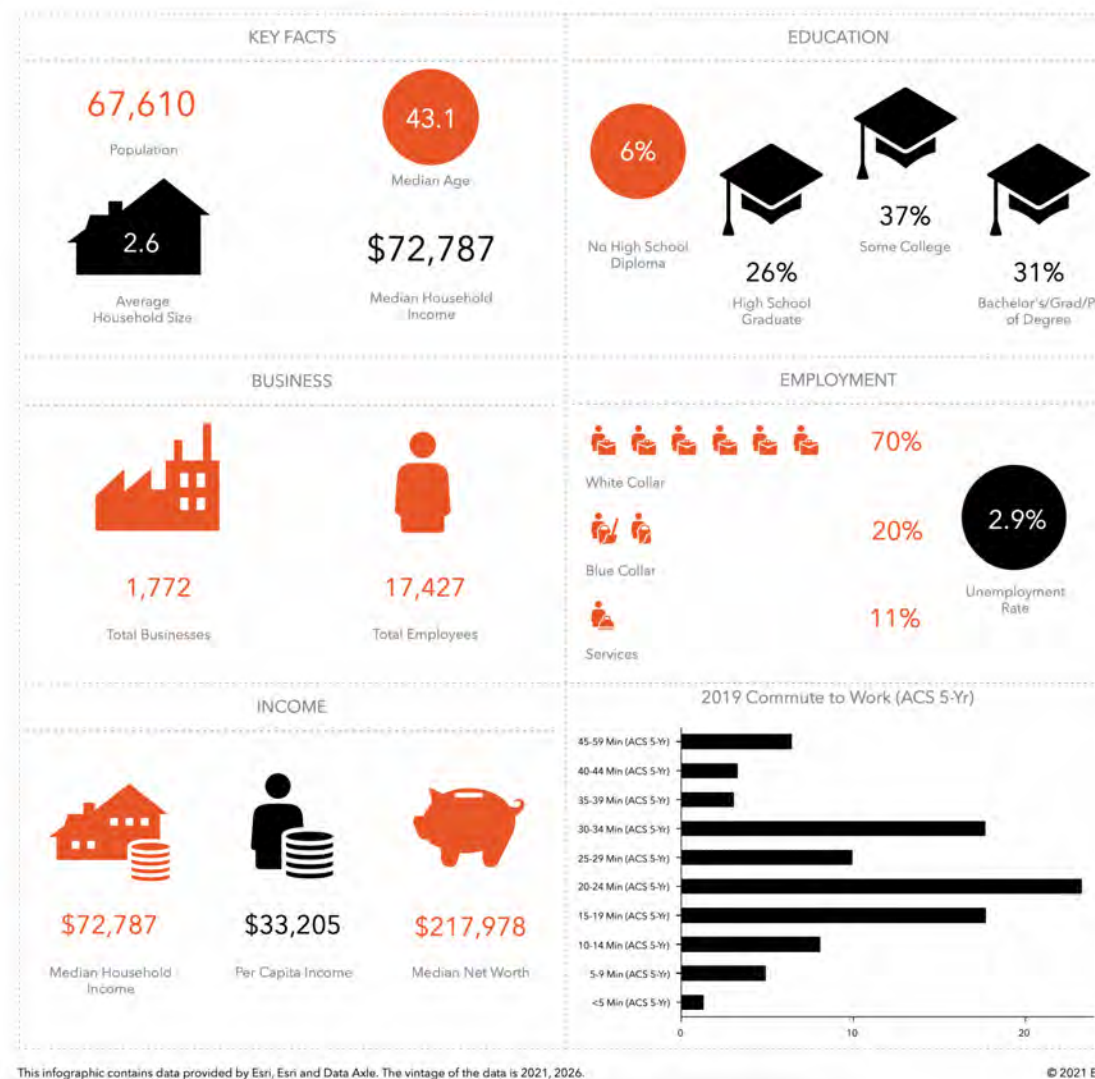 KEY FACTS
67,610
Population
43.1
Median Age
2.6
Average
Household Size
$72,787
Median Household
Income
EDUCATION
6%
No High School
Diploma
26%
High School
Graduate
37%
Some College
31%
Bachelor's/Grad/P
of Degree
BUSINESS
1,772
Total Businesses
17,427
Total Employees
EMPLOYMENT
70%
White Collar
20%
Blue Collar
11%
Services
2.9%
Unemployment
Rate
INCOME
$72,787
Median Household
Income
$33,205
Per Capita Income
$217,978
Median Net Worth
2019 Commute to Work (ACS 5-Yr)
45-59 Min (ACS 5-Yr)
40-44 Min (ACS 5-Yr)
35-39 Min (ACS 5-Yr)
30-34 Min (ACS 5-Yr)
25-29 Min (ACS 5-Yr)
20-24 Min (ACS 5-Yr)
15-19 Min (ACS 5-Yr)
10-14 Min (ACS 5-Yr)
5-9 Min (ACS 5-Yr)
<5 Min (ACS 5-Yr)
0 10 20
This infographic contains data provided by Esri, Esri and Data Axle. The vintage of the data is 2021, 2026.
© 2021 E